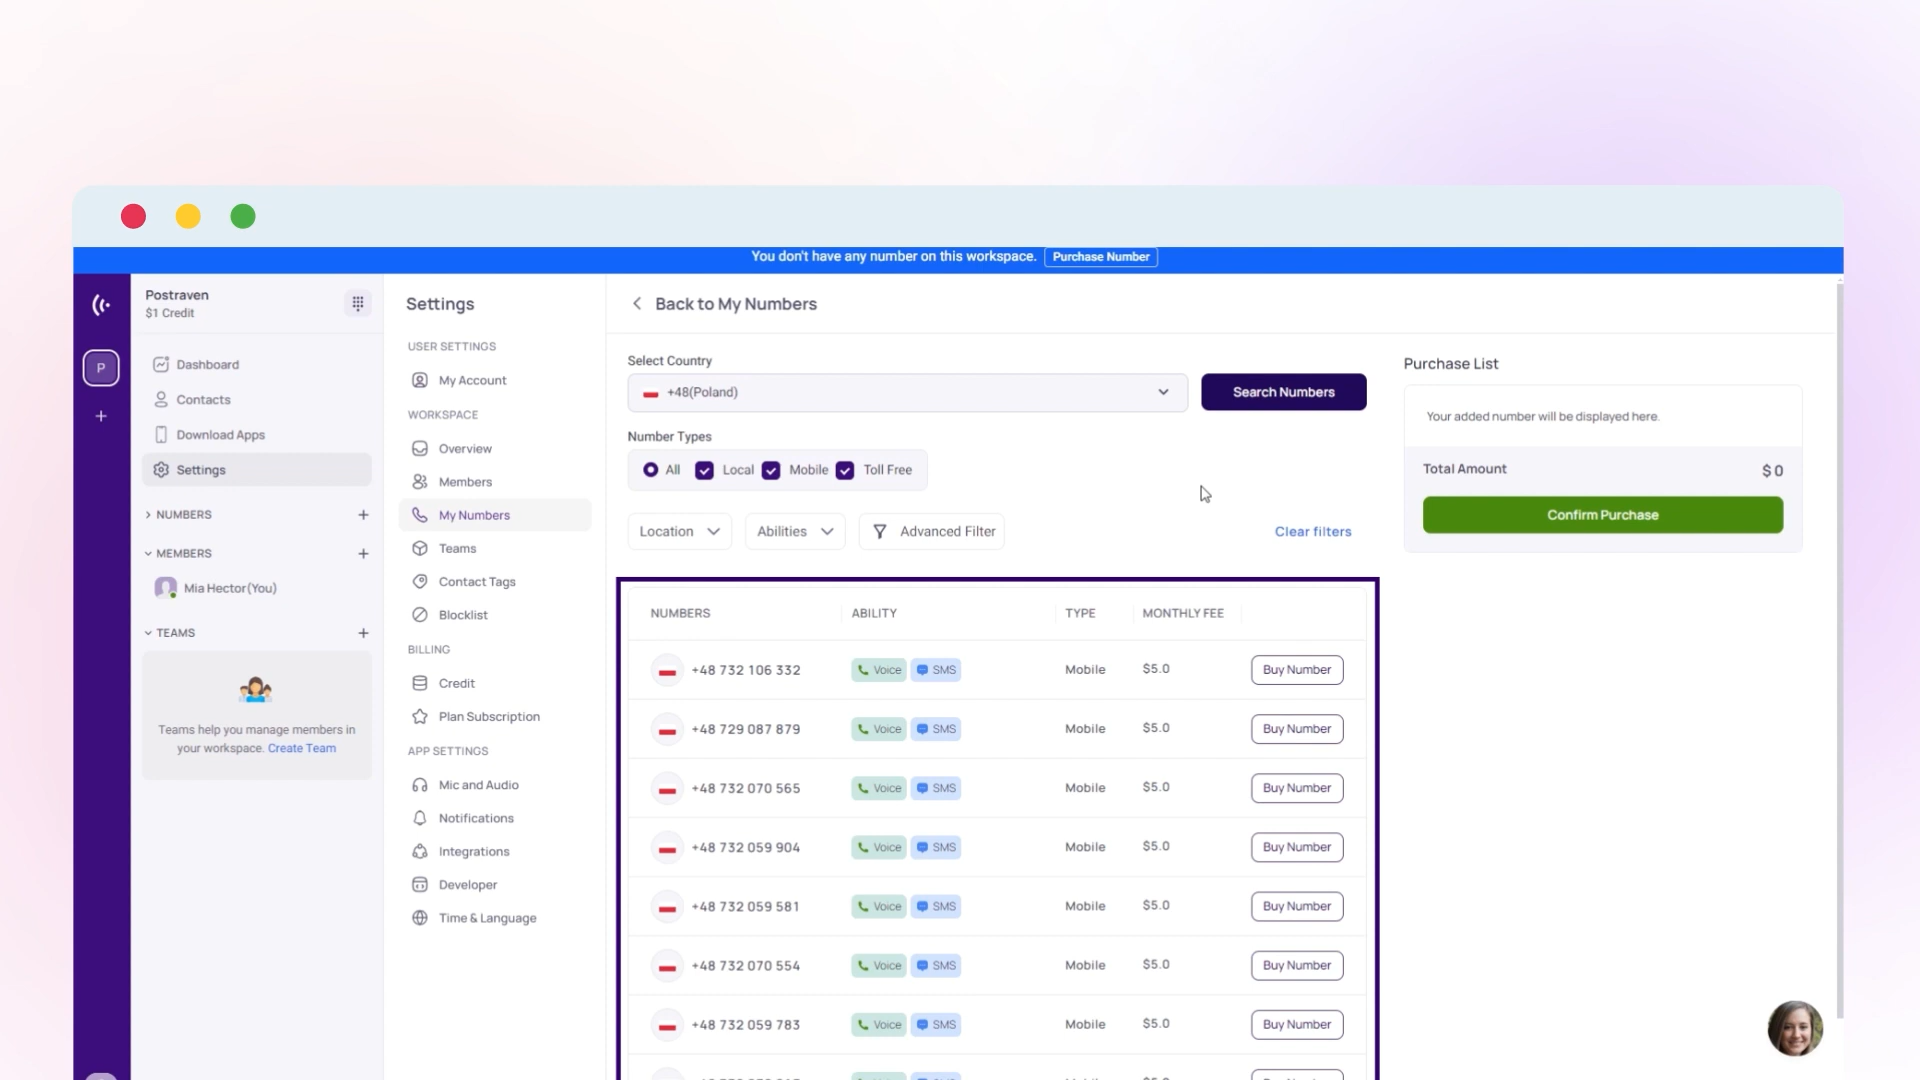 You don't have any number on this workspace. Purchase Number
Postraven
$1 Credit
P
Dashboard
Contacts
Download Apps
Settings
NUMBERS
MEMBERS
Mia Hector(You)
TEAMS
Teams help you manage members in
your workspace. Create Team
Settings
USER SETTINGS
My Account
WORKSPACE
Overview
Members
My Numbers
Teams
Contact Tags
Blocklist
BILLING
Credit
Plan Subscription
APP SETTINGS
Mic and Audio
Notifications
Integrations
Developer
Time & Language
Back to My Numbers
Select Country
+48(Poland)
Search Numbers
Number Types
All Local Mobile Toll Free
Location Abilities Advanced Filter Clear filters
NUMBERS ABILITY TYPE MONTHLY FEE
+48 732 106 332 Voice SMS Mobile $5.0 Buy Number
+48 729 087 879 Voice SMS Mobile $5.0 Buy Number
+48 732 070 565 Voice SMS Mobile $5.0 Buy Number
+48 732 059 904 Voice SMS Mobile $5.0 Buy Number
+48 732 059 581 Voice SMS Mobile $5.0 Buy Number
+48 732 070 554 Voice SMS Mobile $5.0 Buy Number
+48 732 059 783 Voice SMS Mobile $5.0 Buy Number
Purchase List
Your added number will be displayed here.
Total Amount $ 0
Confirm Purchase